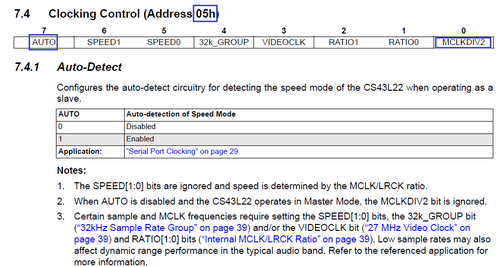 7.4 Clocking Control (Address 05h)
7 6 5 4 3 2 1 0
AUTO SPEED1 SPEED0 32k_GROUP VIDEOCLK RATIO1 RATIO0 MCLKDIV2
7.4.1 Auto-Detect
Configures the auto-detect circuitry for detecting the speed mode of the CS43L22 when operating as a
slave.
AUTO Auto-detection of Speed Mode
0 Disabled
1 Enabled
Application: "Serial Port Clocking" on page 29
Notes:
1. The SPEED[1:0] bits are ignored and speed is determined by the MCLK/LRCK ratio.
2. When AUTO is disabled and the CS43L22 operates in Master Mode, the MCLKDIV2 bit is ignored.
3. Certain sample and MCLK frequencies require setting the SPEED[1:0] bits, the 32k_GROUP bit
("32kHz Sample Rate Group" on page 39) and/or the VIDEOCLK bit ("27 MHz Video Clock" on
page 39) and RATIO[1:0] bits ("Internal MCLK/LRCK Ratio" on page 39). Low sample rates may also
affect dynamic range performance in the typical audio band. Refer to the referenced application for
more information.